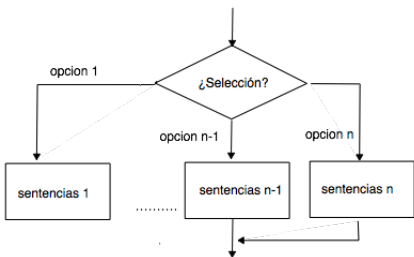 ¿Selección?
opcion 1
opcion n-1
opcion n
sentencias 1
..........
sentencias n-1
sentencias n